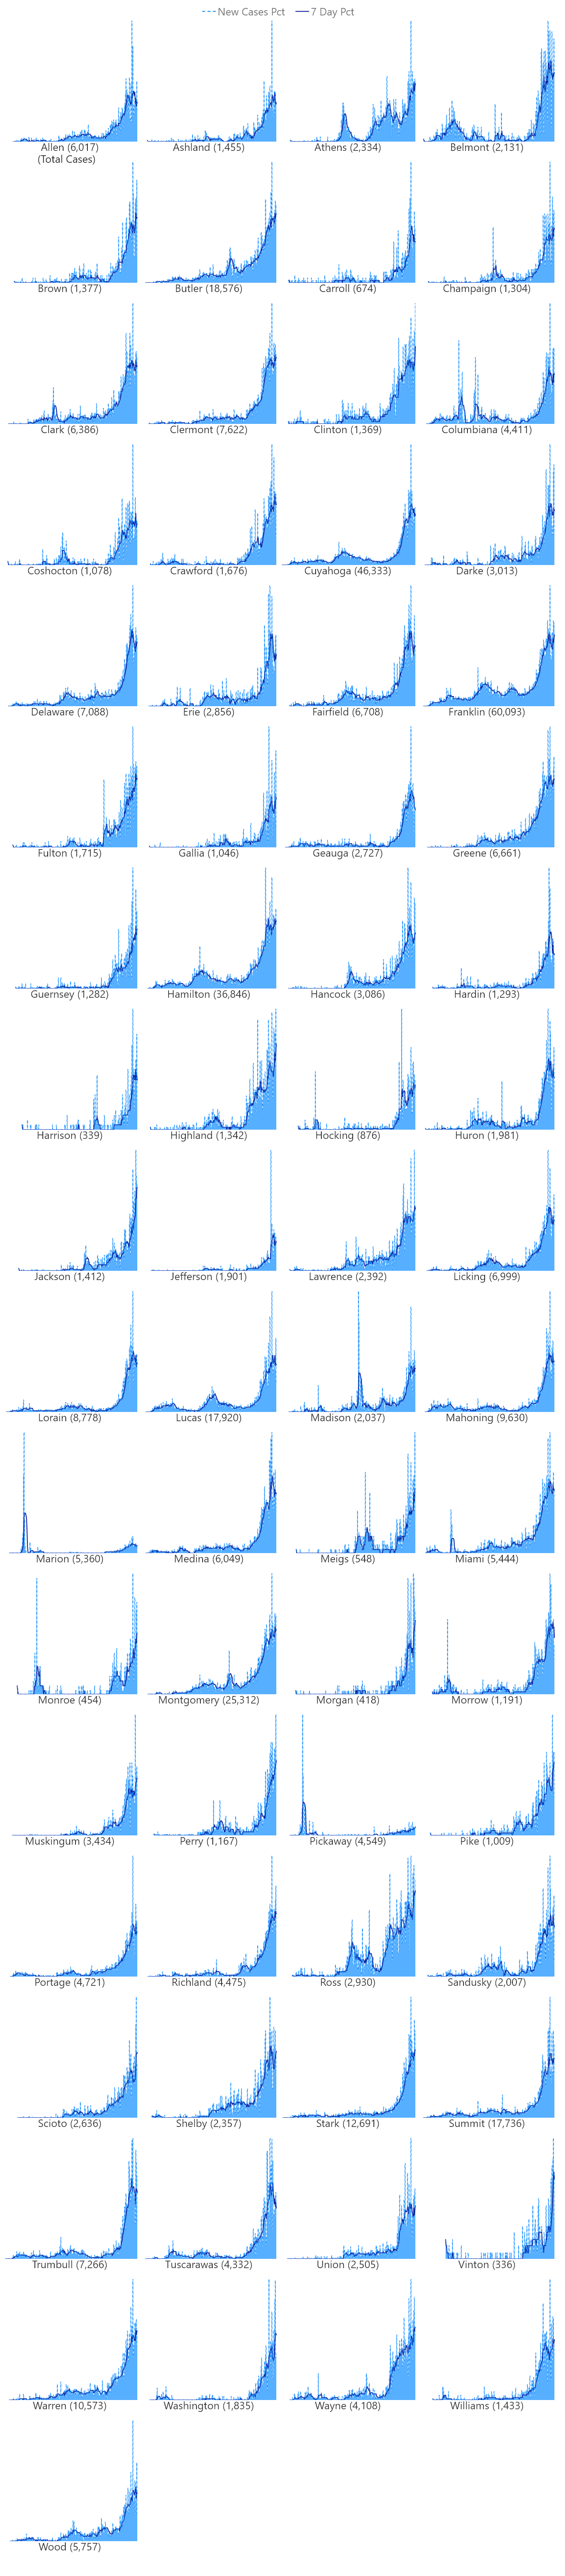 New Cases Pct 7 Day Pct
Allen (6,017) Ashland (1,455) Athens (2,334) Belmont (2,131)
(Total Cases)
Brown (1,377) Butler (18,576) Carroll (674) Champaign (1,304)
Clark (6,386) Clermont (7,622) Clinton (1,369) Columbiana (4,411)
Coshocton (1,078) Crawford (1,676) Cuyahoga (46,333) Darke (3,013)
Delaware (7,088) Erie (2,856) Fairfield (6,708) Franklin (60,093)
Fulton (1,715) Gallia (1,046) Geauga (2,727) Greene (6,661)
Guernsey (1,282) Hamilton (36,846) Hancock (3,086) Hardin (1,293)
Harrison (339) Highland (1,342) Hocking (876) Huron (1,981)
Jackson (1,412) Jefferson (1,901) Lawrence (2,392) Licking (6,999)
Lorain (8,778) Lucas (17,920) Madison (2,037) Mahoning (9,630)
Marion (5,360) Medina (6,049) Meigs (548) Miami (5,444)
Monroe (454) Montgomery (25,312) Morgan (418) Morrow (1,191)
Muskingum (3,434) Perry (1,167) Pickaway (4,549) Pike (1,009)
Portage (4,721) Richland (4,475) Ross (2,930) Sandusky (2,007)
Scioto (2,636) Shelby (2,357) Stark (12,691) Summit (17,736)
Trumbull (7,266) Tuscarawas (4,332) Union (2,505) Vinton (336)
Warren (10,573) Washington (1,835) Wayne (4,108) Williams (1,433)
Wood (5,757)